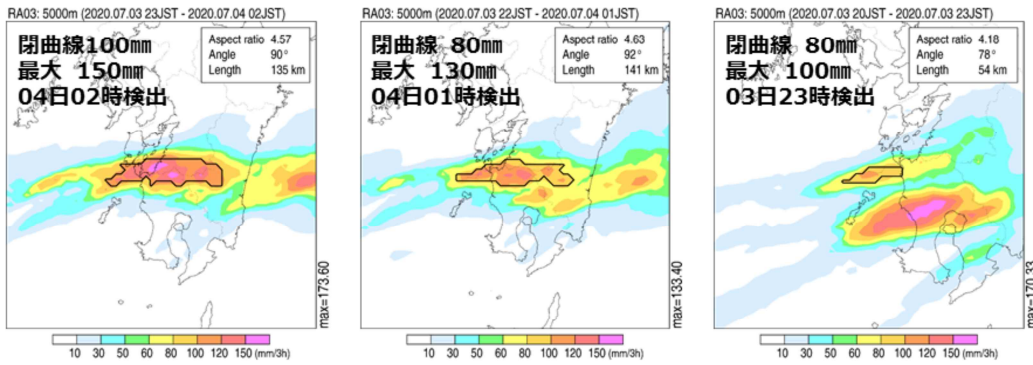 RA03: 5000m (2020.07.03 23JST - 2020.07.04 02JST)
閉曲線100㎜
最大 150㎜
04日02時検出
Aspect ratio 4.57
Angle 90°
Length 135 km
max=173.60
10 30 50 60 80 100 120 150 (mm/3h)
RA03: 5000m (2020.07.03 22JST - 2020.07.04 01JST)
閉曲線 80㎜
最大 130㎜
04日01時検出
Aspect ratio 4.63
Angle 92°
Length 141 km
max=133.40
10 30 50 60 80 100 120 150 (mm/3h)
RA03: 5000m (2020.07.03 20JST - 2020.07.03 23JST)
閉曲線 80㎜
最大 100㎜
03日23時検出
Aspect ratio 4.18
Angle 78°
Length 54 km
max=170.33
10 30 50 60 80 100 120 150 (mm/3h)